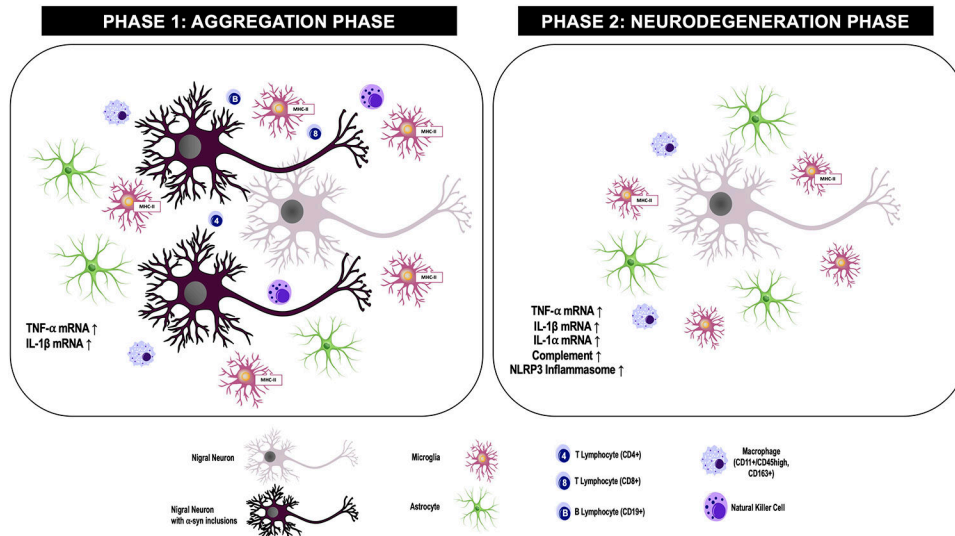 PHASE 1: AGGREGATION PHASE
PHASE 2: NEURODEGENERATION PHASE
B
MHC-II
8
MHC-II
MHC-II
4
MHC-II
MHC-II
TNF-α mRNA ↑
IL-1β mRNA ↑
MHC-II
MHC-II
TNF-α mRNA ↑
IL-1β mRNA ↑
IL-1α mRNA ↑
Complement ↑
NLRP3 Inflammasome ↑
Nigral Neuron
Nigral Neuron
with α-syn inclusions
Microglia
Astrocyte
4 T Lymphocyte (CD4+)
8 T Lymphocyte (CD8+)
B B Lymphocyte (CD19+)
Macrophage
(CD11+/CD45high,
CD163+)
Natural Killer Cell